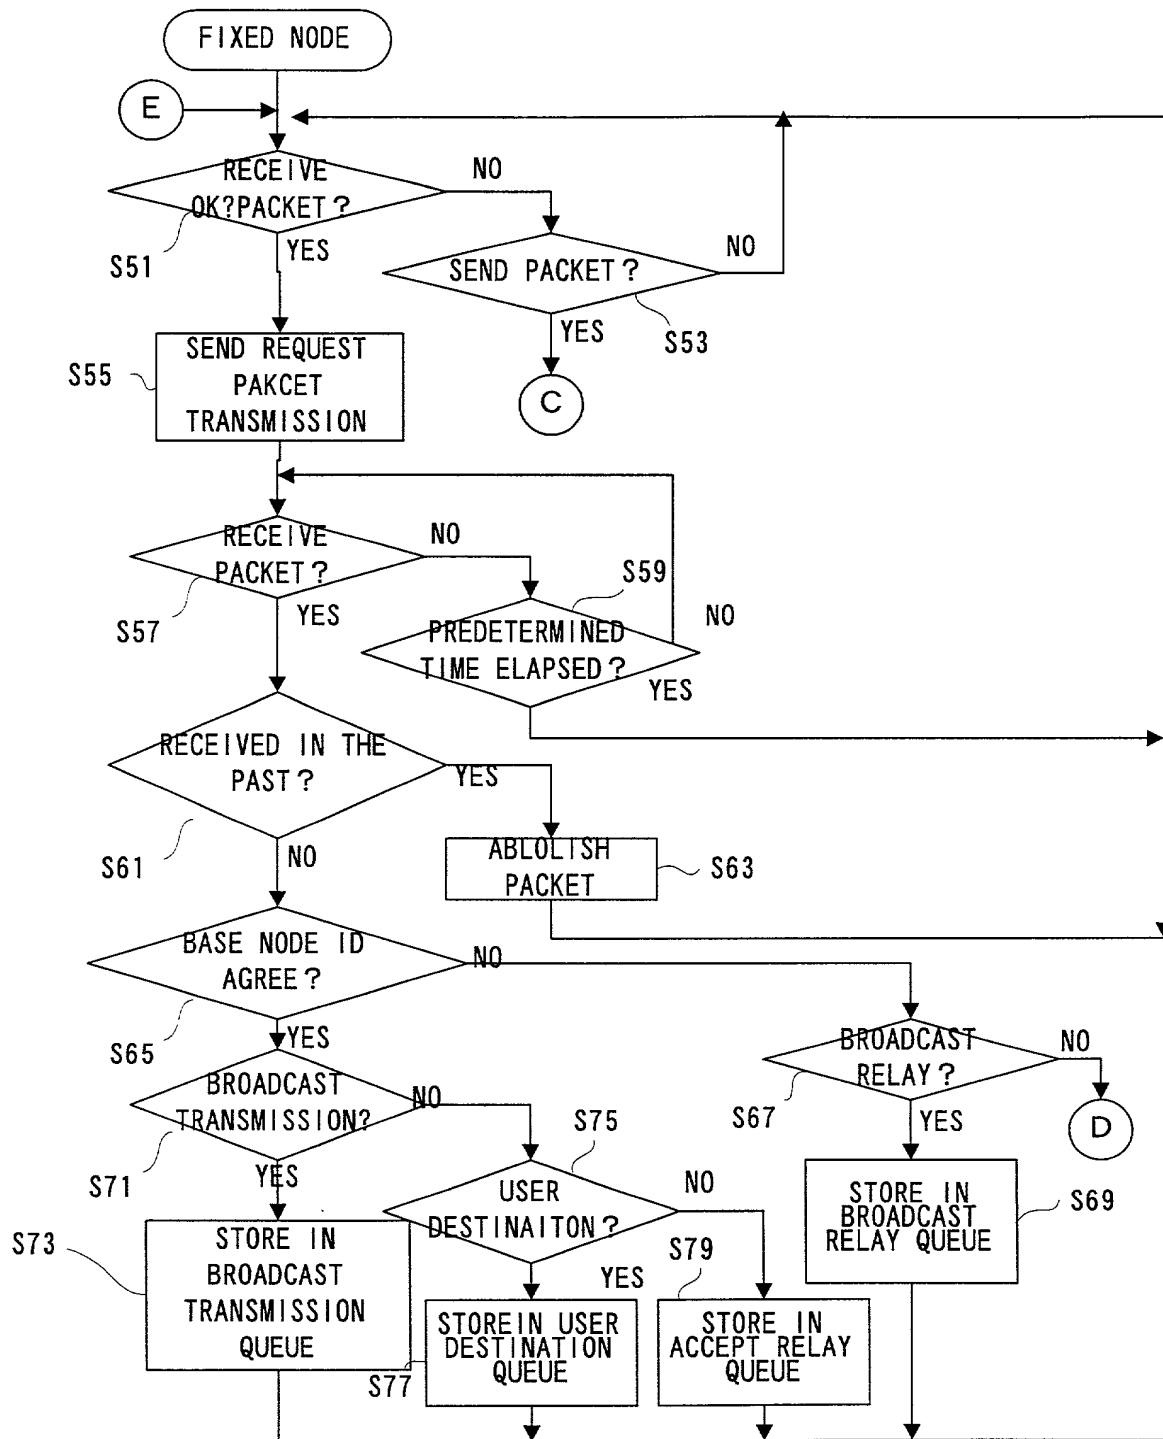 FIXED NODE
E
RECEIVE
OK?PACKET?
NO
S51
YES
SEND PACKET?
NO
S53
YES
C
S55
SEND REQUEST
PAKCET
TRANSMISSION
RECEIVE
PACKET?
NO
S57
YES
S59
PREDETERMINED
TIME ELAPSED?
NO
YES
RECEIVED IN THE
PAST?
YES
S61
NO
ABLOLISH
PACKET
S63
BASE NODE ID
AGREE?
NO
S65
YES
BROADCAST
RELAY?
NO
S67
YES
D
BROADCAST
TRANSMISSION?
NO
S71
YES
S75
USER
DESTINAITON?
NO
YES
STORE IN
BROADCAST
RELAY QUEUE
S69
S73
STORE IN
BROADCAST
TRANSMISSION
QUEUE
S77
STOREIN USER
DESTINATION
QUEUE
S79
STORE IN
ACCEPT RELAY
QUEUE